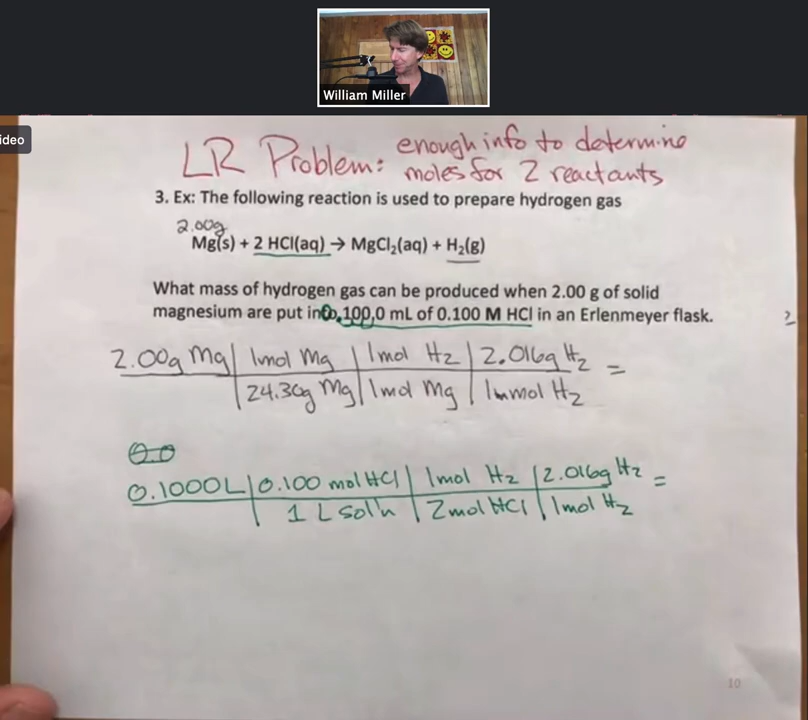 William Miller
ideo
LR Problem: enough info to determine
moles for 2 reactants
3. Ex: The following reaction is used to prepare hydrogen gas
2.00g
Mg(s) + 2 HCl(aq) → MgCl₂(aq) + H₂(g)
What mass of hydrogen gas can be produced when 2.00 g of solid
magnesium are put into 100.0 mL of 0.100 M HCl in an Erlenmeyer flask.
2.00g Mg | 1mol Mg | 1mol H₂ | 2.016g H₂ =
24.30g Mg | 1mol Mg | 1mol H₂
0.1000L | 0.100 mol HCl | 1mol H₂ | 2.016g H₂ =
1 L sol'n | 2mol HCl | 1mol H₂
10